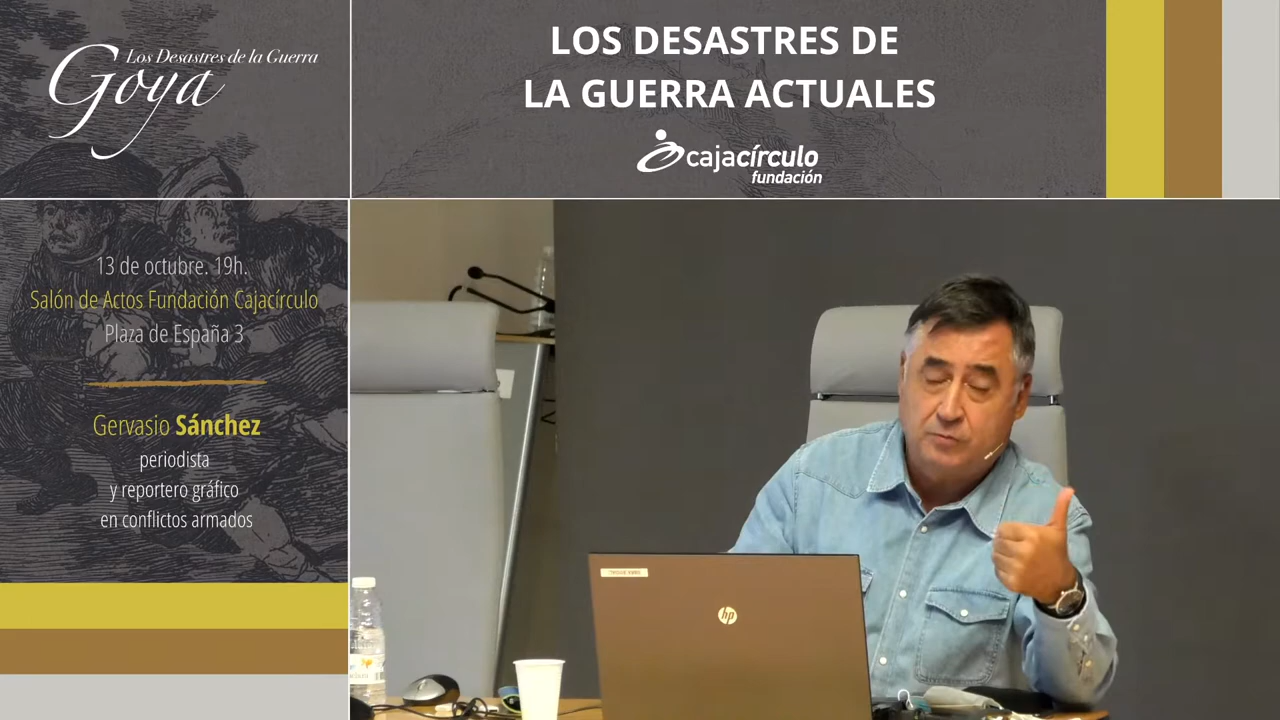 Los Desastres de la Guerra
Goya
LOS DESASTRES DE
LA GUERRA ACTUALES
cajacírculo
fundación
13 de octubre. 19h.
Salón de Actos Fundación Cajacírculo
Plaza de España 3
Gervasio Sánchez
periodista
y reportero gráfico
en conflictos armados
hp